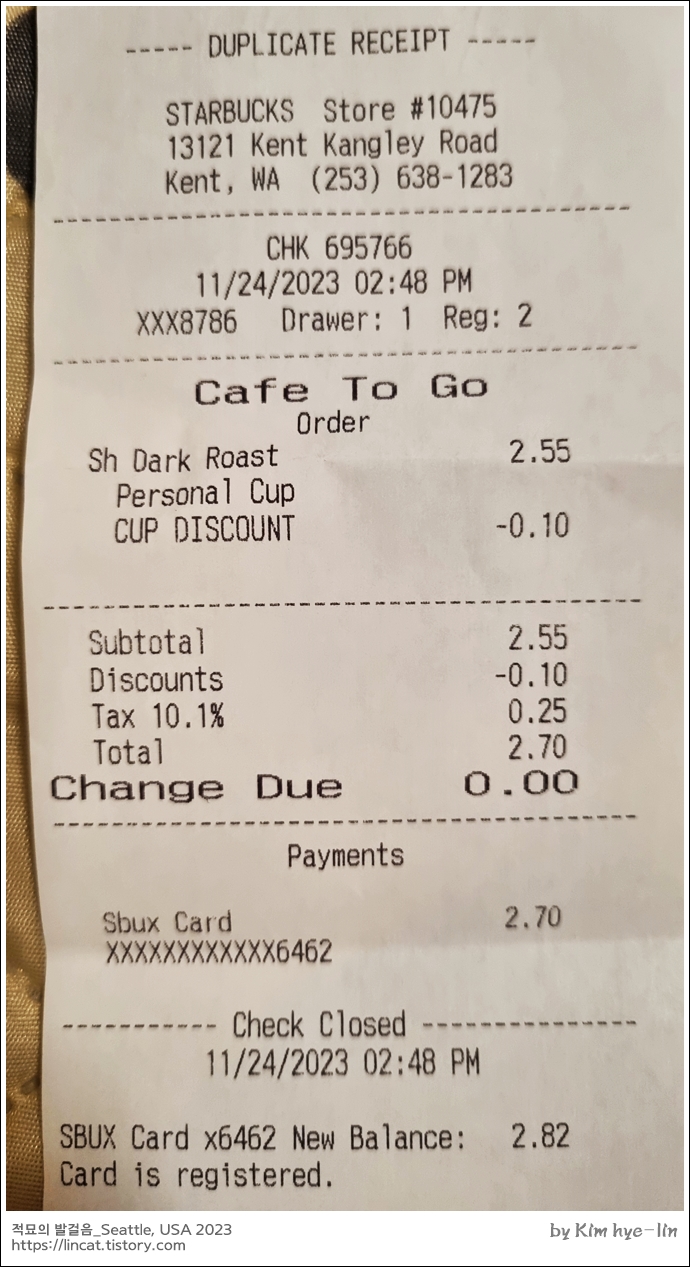 ----- DUPLICATE RECEIPT -----
STARBUCKS Store #10475
13121 Kent Kangley Road
Kent, WA (253) 638-1283
CHK 695766
11/24/2023 02:48 PM
XXX8786 Drawer: 1 Reg: 2
Cafe To Go
Order
Sh Dark Roast 2.55
Personal Cup
CUP DISCOUNT -0.10
Subtotal 2.55
Discounts -0.10
Tax 10.1% 0.25
Total 2.70
Change Due 0.00
Payments
Sbux Card 2.70
XXXXXXXXXXXX6462
----------- Check Closed ---------------
11/24/2023 02:48 PM
SBUX Card x6462 New Balance: 2.82
Card is registered.
적묘의 발걸음_Seattle, USA 2023 by Kim hye-lin
https://lincat.tistory.com